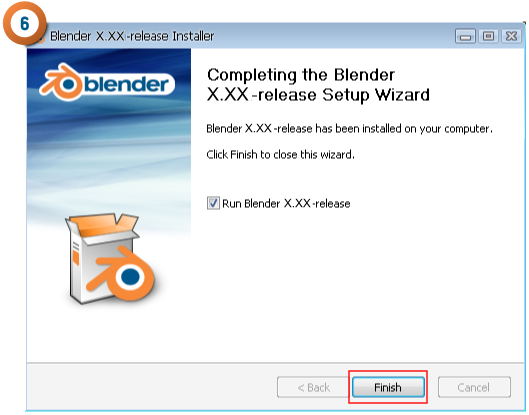 6
Blender X.XX-release Installer
blender
Completing the Blender
X.XX-release Setup Wizard
Blender X.XX-release has been installed on your computer.
Click Finish to close this wizard.
Run Blender X.XX-release
< Back Finish Cancel